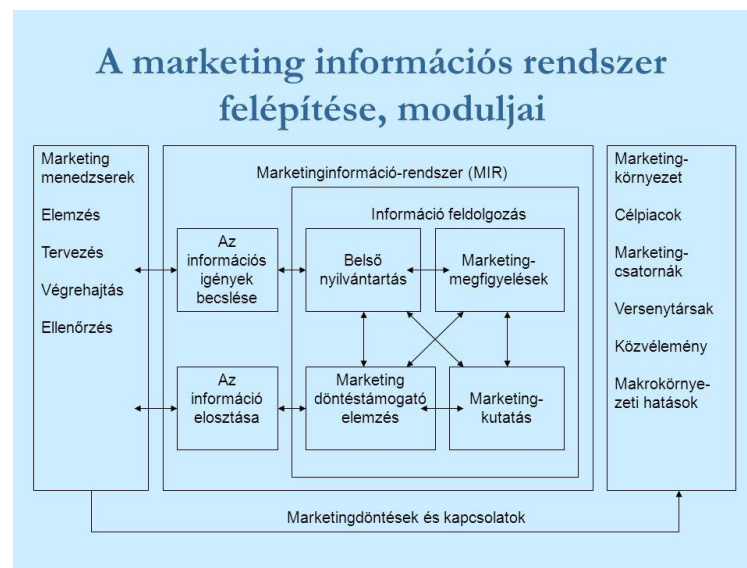 A marketing információs rendszer
felépítése, moduljai
Marketing
menedzserek
Elemzés
Tervezés
Végrehajtás
Ellenőrzés
Marketinginformáció-rendszer (MIR)
Információ feldolgozás
Az
információs
igények
becslése
Belső
nyilvántartás
Marketing-
megfigyelések
Az
információ
elosztása
Marketing
döntéstámogató
elemzés
Marketing-
kutatás
Marketing-
környezet
Célpiacok
Marketing-
csatornák
Versenytársak
Közvélemény
Makrokörnye-
zeti hatások
Marketingdöntések és kapcsolatok